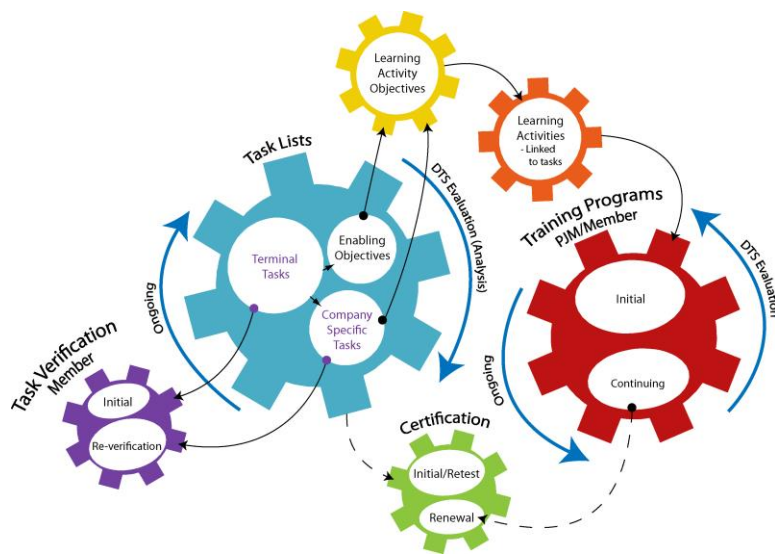 Learning
Activity
Objectives
Learning
Activities
- Linked
to tasks
Task Lists
DTS Evaluation (Analysis)
Training Programs
PJM/Member
DTS Evaluation
Terminal
Tasks
Enabling
Objectives
Company
Specific
Tasks
Ongoing
Initial
Continuing
Ongoing
Task Verification
Member
Initial
Re-verification
Certification
Initial/Retest
Renewal